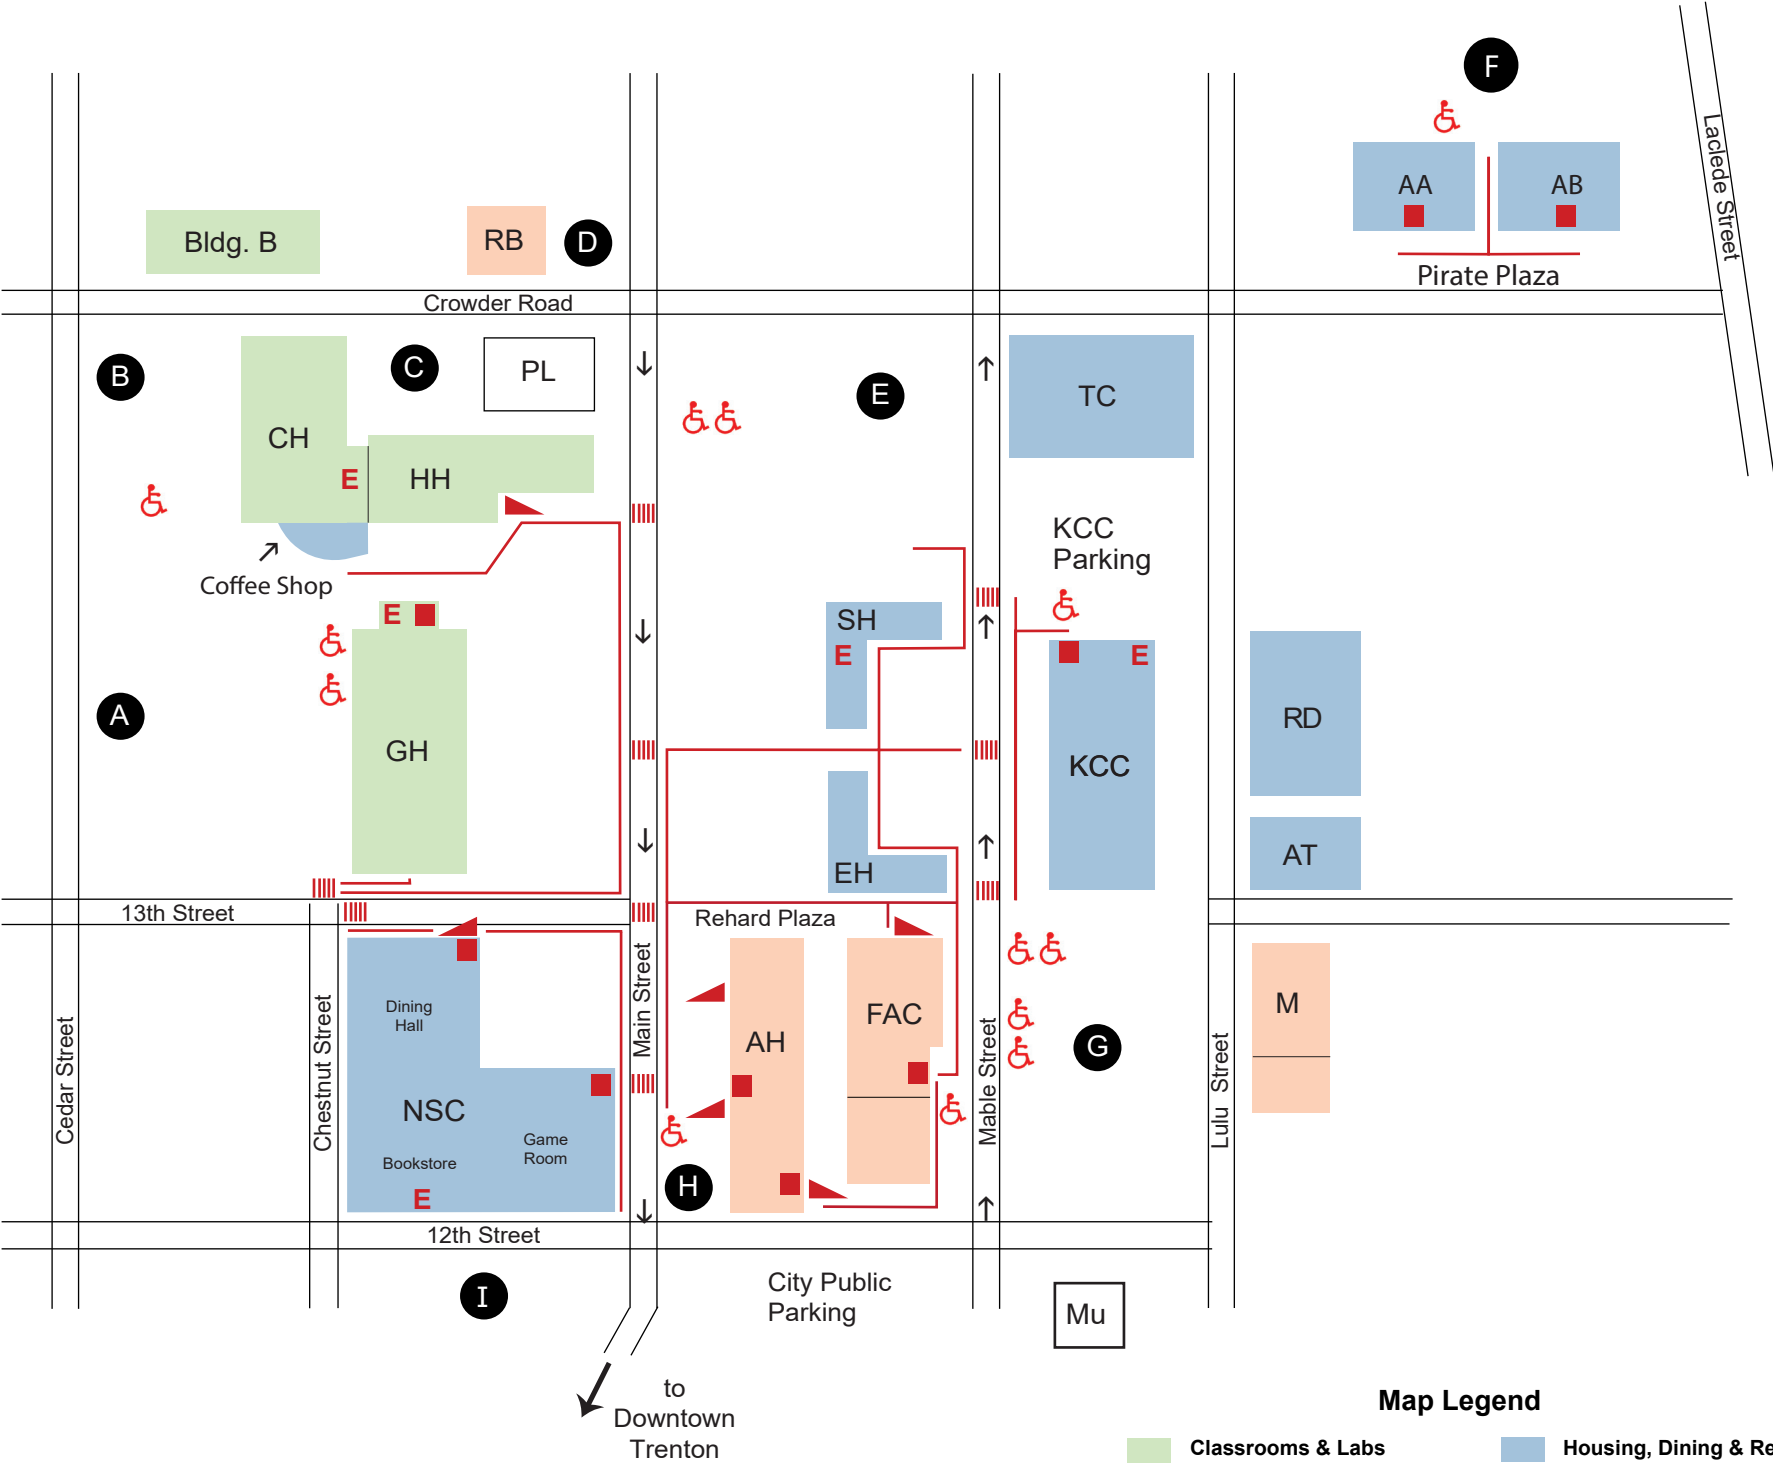 F
AA
AB
Laclede Street
Pirate Plaza
Bldg. B
RB
D
Crowder Road
B
C
PL
E
TC
CH
E
HH
KCC
Parking
Coffee Shop
E
SH
E
E
A
GH
KCC
RD
AT
EH
13th Street
Rehard Plaza
Dining
Hall
Main Street
AH
FAC
G
M
Cedar Street
Chestnut Street
Mable Street
Lulu Street
NSC
Game
Room
Bookstore
E
H
12th Street
I
City Public
Parking
Mu
to
Downtown
Trenton
Map Legend
Classrooms & Labs
Housing, Dining & Re